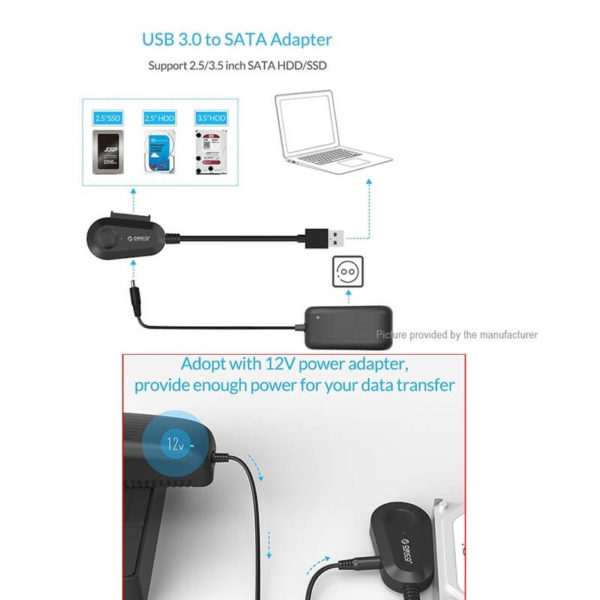 USB 3.0 to SATA Adapter
Support 2.5/3.5 inch SATA HDD/SSD
2.5"SSD 2.5" HDD 3.5"HDD
SSD
ORICO
Picture provided by the manufacturer
Adopt with 12V power adapter,
provide enough power for your data transfer
12v
ORICO